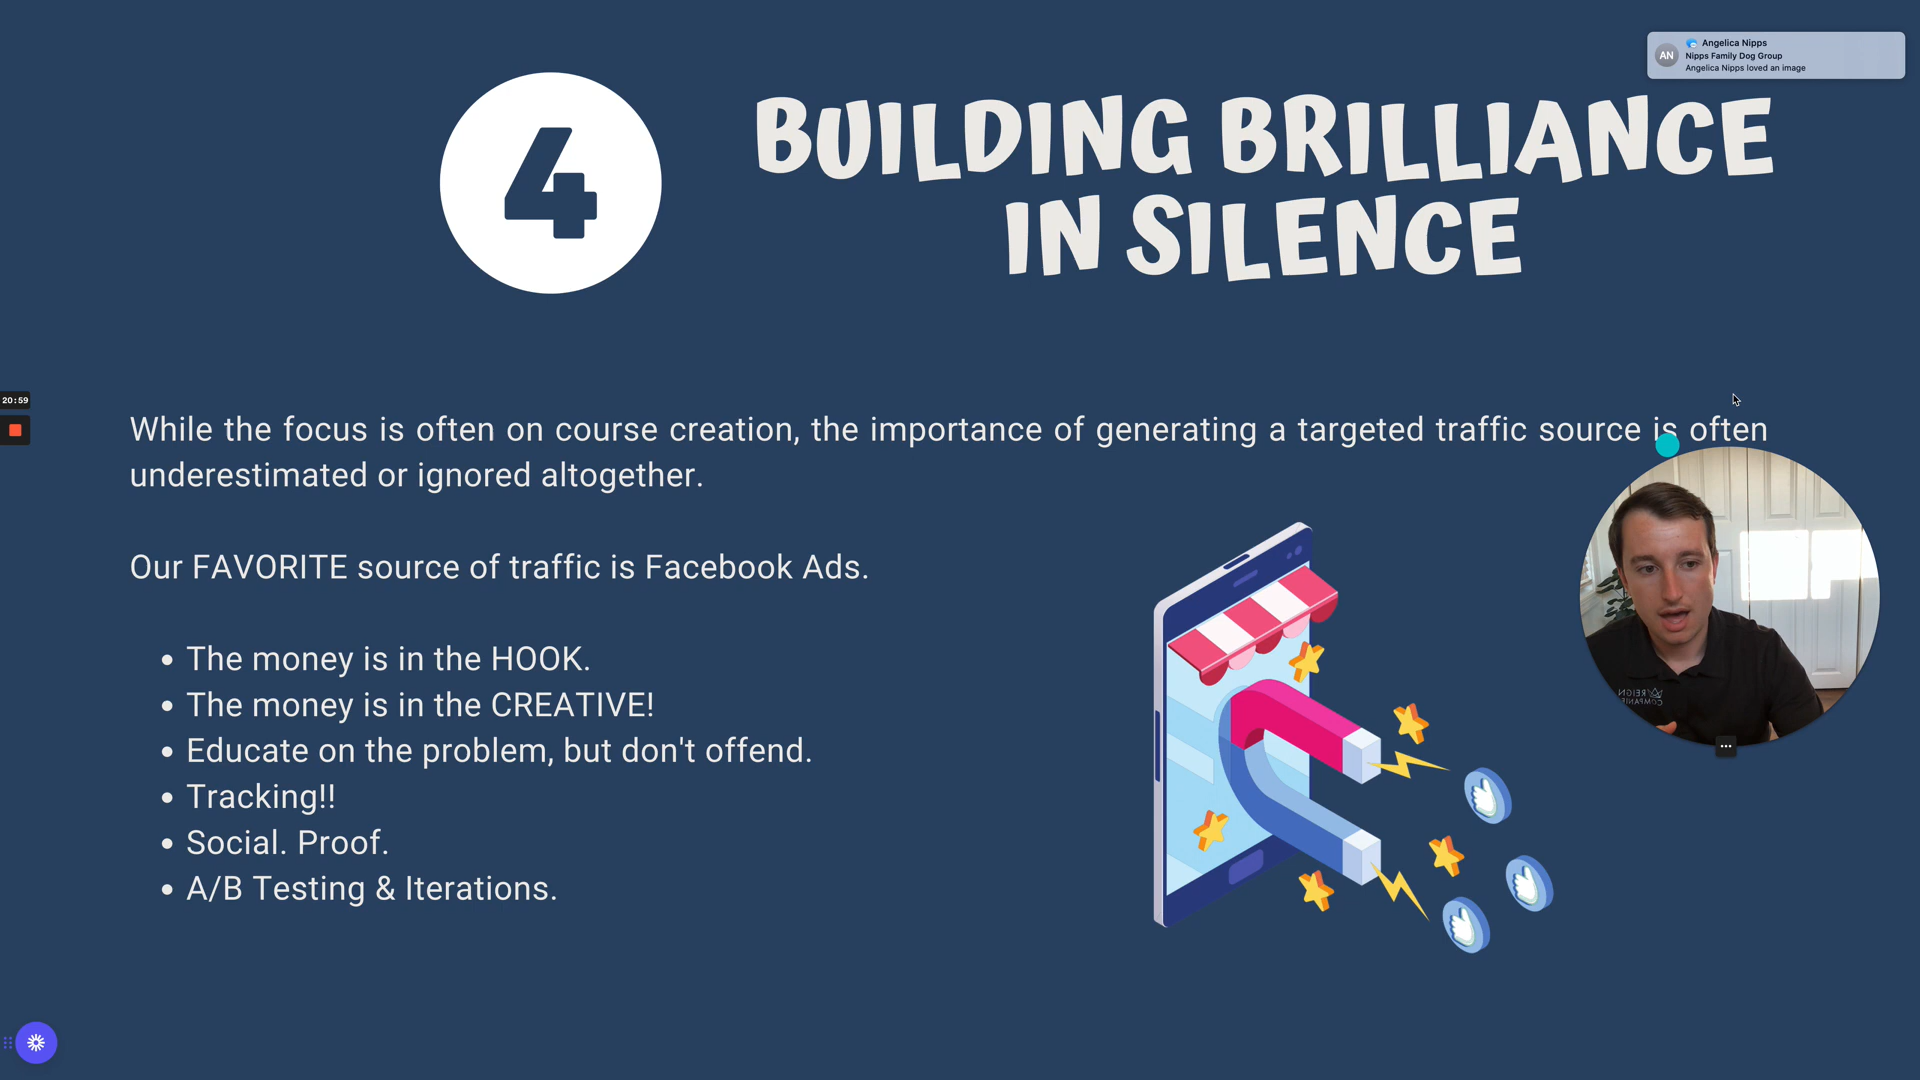 Angelica Nipps
AN
Nipps Family Dog Group
Angelica Nipps loved an image
4
BUILDING BRILLIANCE
IN SILENCE
20:59
While the focus is often on course creation, the importance of generating a targeted traffic source is often
underestimated or ignored altogether.
Our FAVORITE source of traffic is Facebook Ads.
• The money is in the HOOK.
• The money is in the CREATIVE!
• Educate on the problem, but don't offend.
• Tracking!!
• Social. Proof.
• A/B Testing & Iterations.
REIGN
COMPANIES